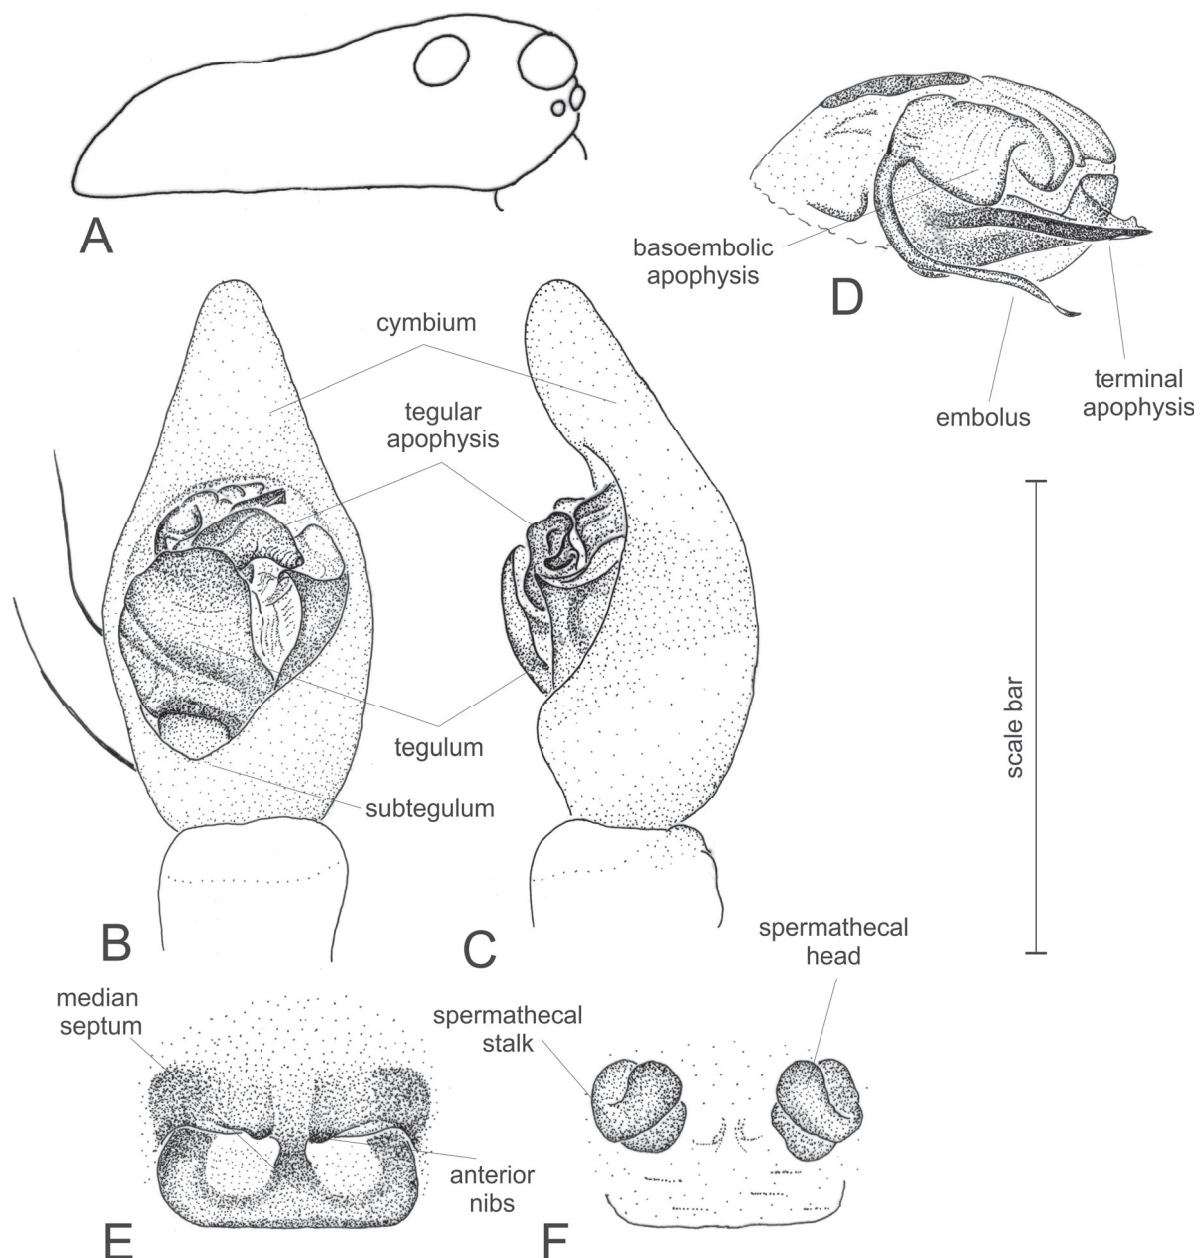 A
basoembolic
apophysis
D
cymbium
tegular
apophysis
terminal
apophysis
embolus
scale bar
tegulum
subtegulum
B
C
spermathecal
head
median
septum
spermathecal
stalk
anterior
nibs
E
F